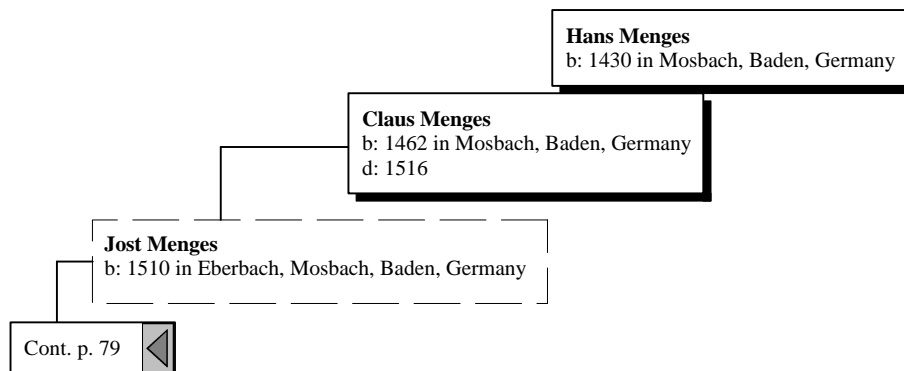 Hans Menges
b: 1430 in Mosbach, Baden, Germany
Claus Menges
b: 1462 in Mosbach, Baden, Germany
d: 1516
Jost Menges
b: 1510 in Eberbach, Mosbach, Baden, Germany
Cont. p. 79